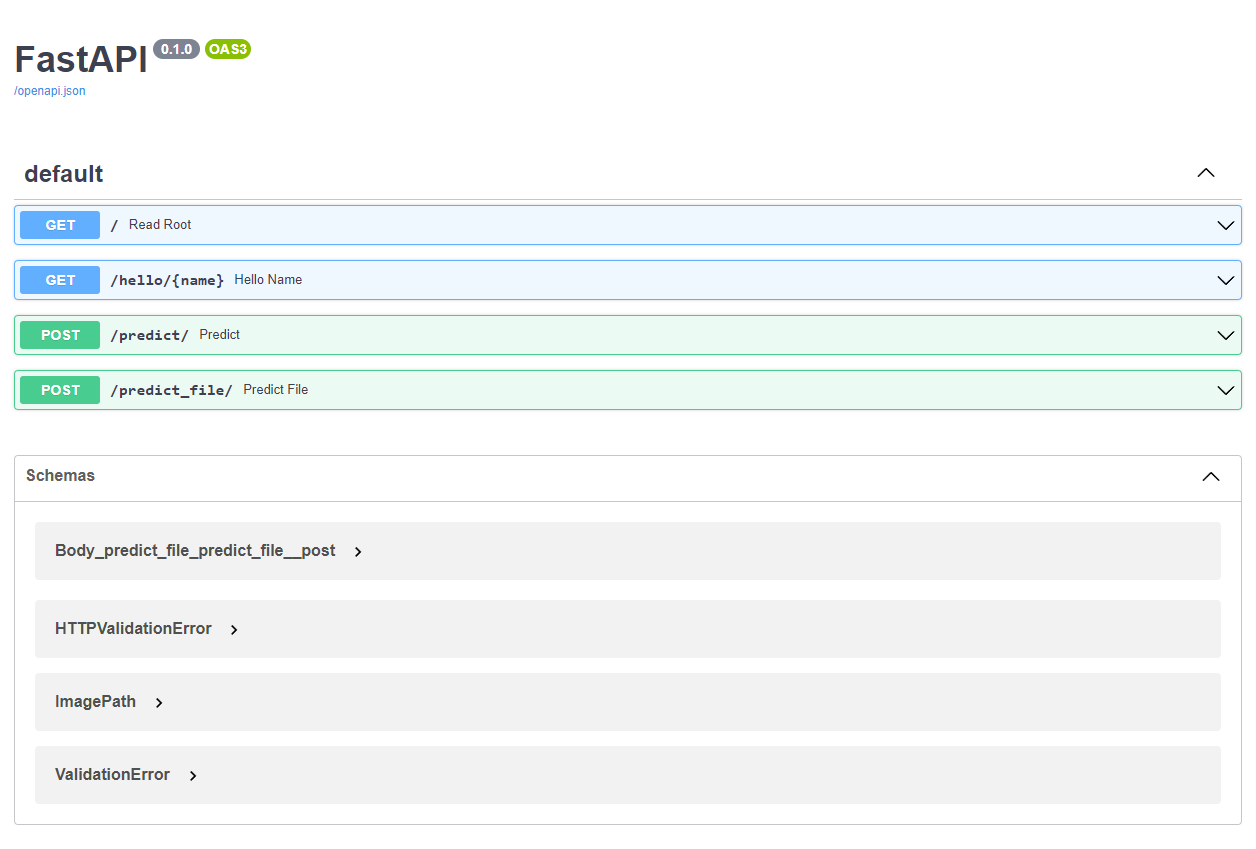 FastAPI 0.1.0 OAS3
/openapi.json
default
GET / Read Root
GET /hello/{name} Hello Name
POST /predict/ Predict
POST /predict_file/ Predict File
Schemas
Body_predict_file_predict_file__post
HTTPValidationError
ImagePath
ValidationError